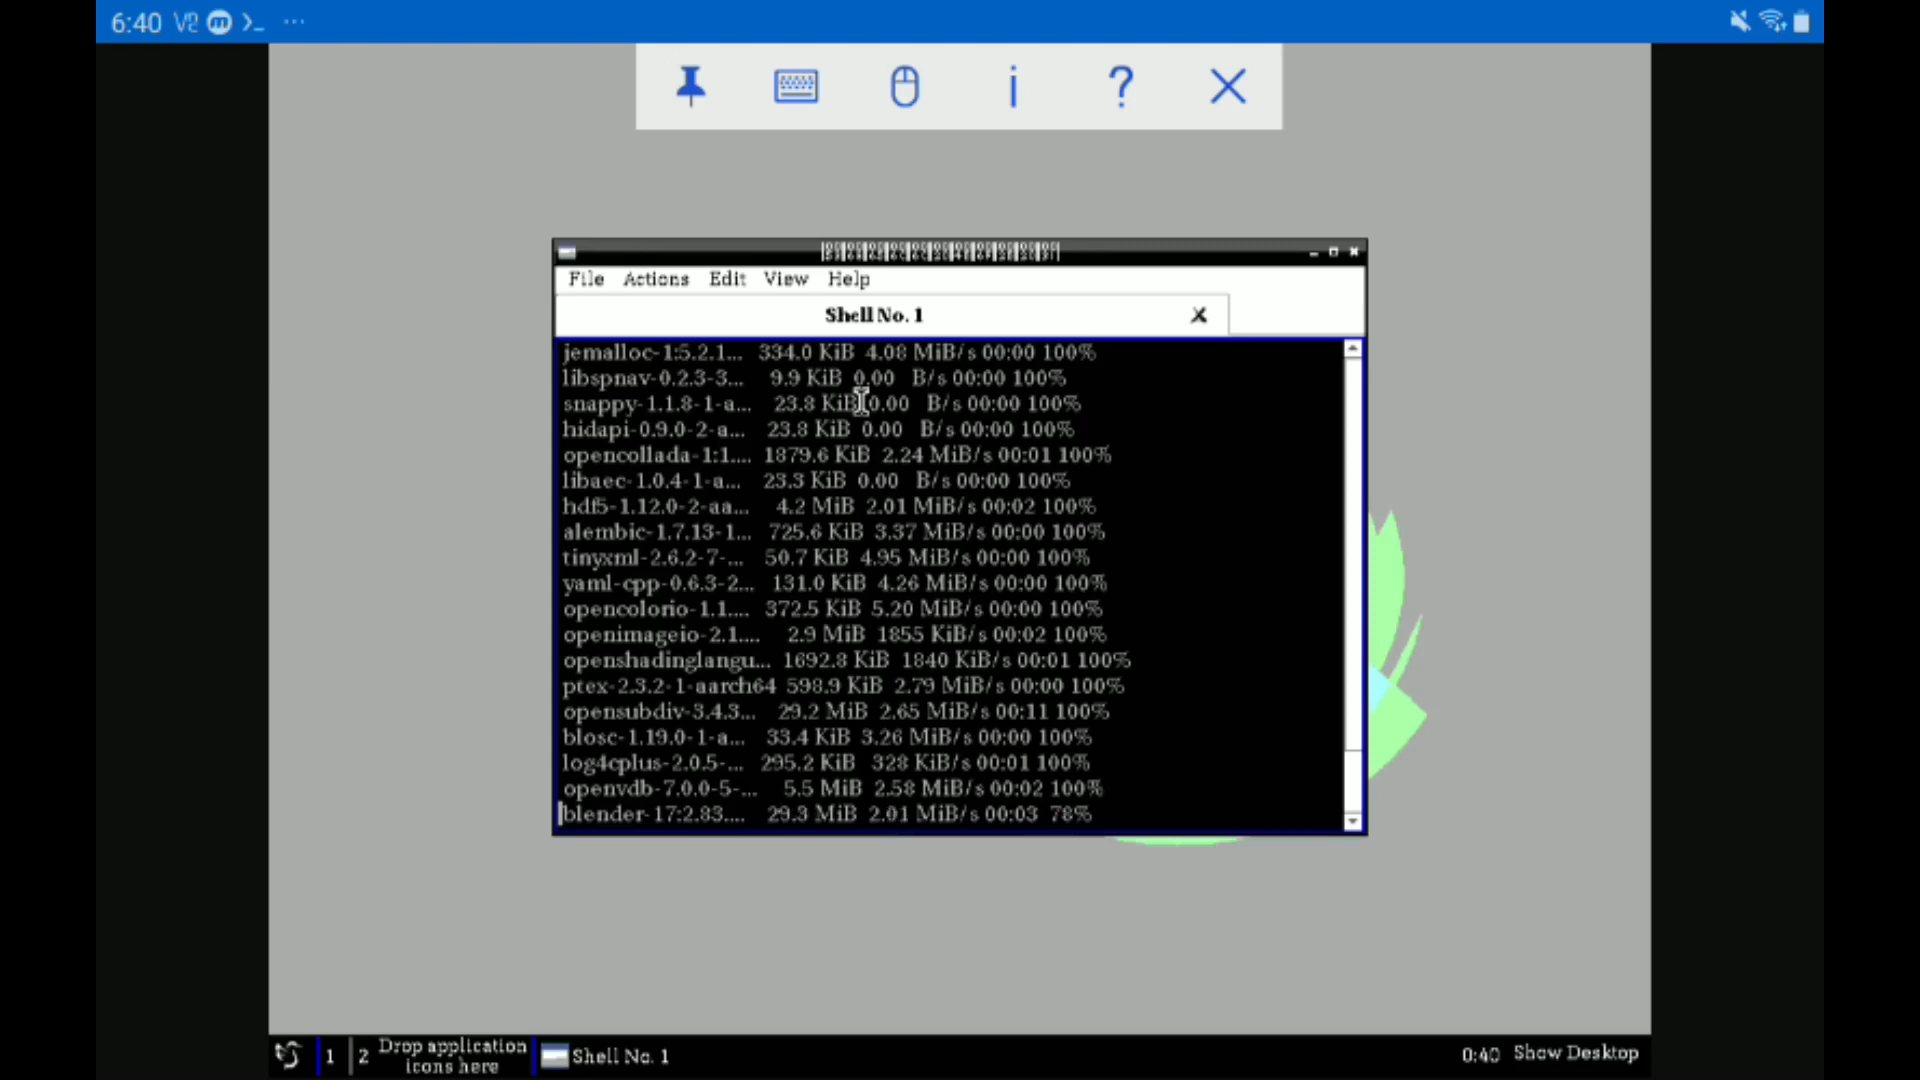 6:40 V2 m >_ ...
i ?
File Actions Edit View Help
Shell No. 1 X
jemalloc-1:5.2.1... 334.0 KiB 4.08 MiB/s 00:00 100%
libspnav-0.2.3-3... 9.9 KiB 0.00 B/s 00:00 100%
snappy-1.1.8-1-a... 23.8 KiB 0.00 B/s 00:00 100%
hidapi-0.9.0-2-a... 23.8 KiB 0.00 B/s 00:00 100%
opencollada-1:1.... 1879.6 KiB 2.24 MiB/s 00:01 100%
libaec-1.0.4-1-a... 23.3 KiB 0.00 B/s 00:00 100%
hdf5-1.12.0-2-aa... 4.2 MiB 2.01 MiB/s 00:02 100%
alembic-1.7.13-1... 725.6 KiB 3.37 MiB/s 00:00 100%
tinyxml-2.6.2-7-... 50.7 KiB 4.95 MiB/s 00:00 100%
yaml-cpp-0.6.3-2... 131.0 KiB 4.26 MiB/s 00:00 100%
opencolorio-1.1.... 372.5 KiB 5.20 MiB/s 00:00 100%
openimageio-2.1.... 2.9 MiB 1855 KiB/s 00:02 100%
openshadinglangu... 1692.8 KiB 1840 KiB/s 00:01 100%
ptex-2.3.2-1-aarch64 598.9 KiB 2.79 MiB/s 00:00 100%
opensubdiv-3.4.3... 29.2 MiB 2.65 MiB/s 00:11 100%
blosc-1.19.0-1-a... 33.4 KiB 3.26 MiB/s 00:00 100%
log4cplus-2.0.5-... 295.2 KiB 328 KiB/s 00:01 100%
openvdb-7.0.0-5-... 5.5 MiB 2.58 MiB/s 00:02 100%
blender-17:2.83.... 29.3 MiB 2.01 MiB/s 00:03 78%
1 2 Drop application
icons here
Shell No. 1
0:40 Show Desktop